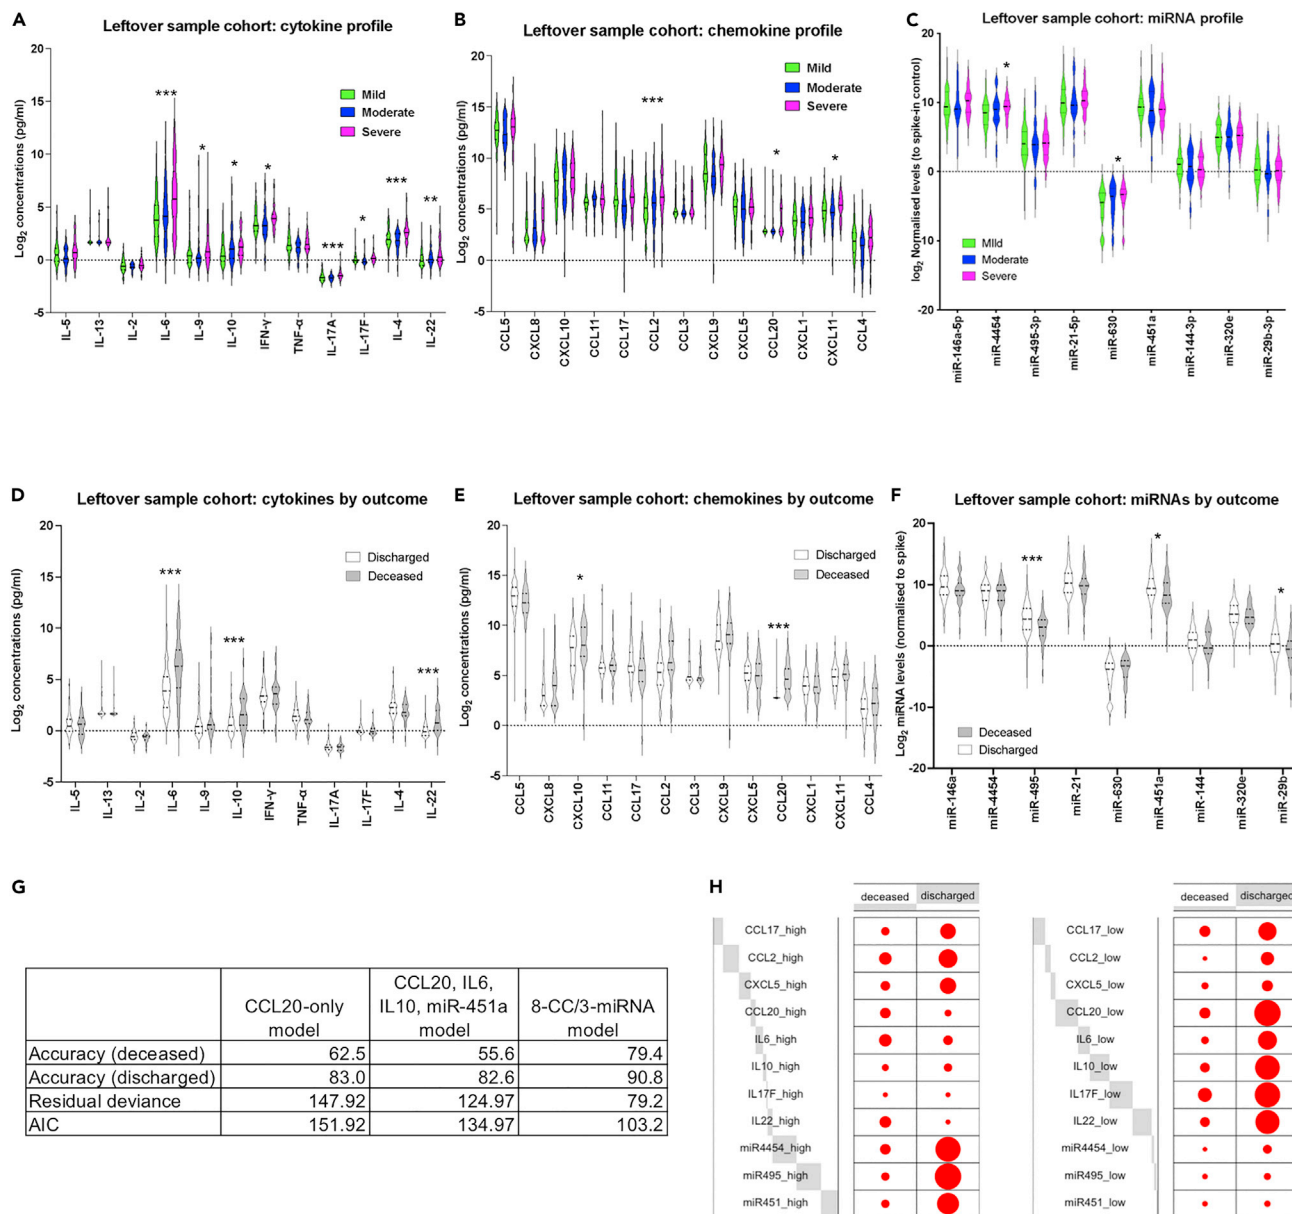 A
Leftover sample cohort: cytokine profile
Log2 concentrations (pg/ml)
20
15
10
5
0
-5
Mild
Moderate
Severe
***
*
*
*
***
*
***
**
IL-5
IL-13
IL-2
IL-6
IL-9
IL-10
IFN-γ
TNF-α
IL-17A
IL-17F
IL-4
IL-22
B
Leftover sample cohort: chemokine profile
Log2 concentrations (pg/ml)
20
15
10
5
0
-5
Mild
Moderate
Severe
***
*
*
CCL5
CXCL8
CXCL10
CCL11
CCL17
CCL2
CCL3
CXCL9
CXCL5
CCL20
CXCL1
CXCL11
CCL4
C
Leftover sample cohort: miRNA profile
log2 Normalised levels (to spike-in control)
20
10
0
-10
-20
*
*
Mild
Moderate
Severe
miR-146a-5p
miR-4454
miR-495-3p
miR-21-5p
miR-630
miR-451a
miR-144-3p
miR-320e
miR-29b-3p
D
Leftover sample cohort: cytokines by outcome
Log2 concentrations (pg/ml)
20
15
10
5
0
-5
Discharged
Deceased
***
***
***
IL-5
IL-13
IL-2
IL-6
IL-9
IL-10
IFN-γ
TNF-α
IL-17A
IL-17F
IL-4
IL-22
E
Leftover sample cohort: chemokines by outcome
Log2 concentrations (pg/ml)
20
15
10
5
0
-5
Discharged
Deceased
*
***
CCL5
CXCL8
CXCL10
CCL11
CCL17
CCL2
CCL3
CXCL9
CXCL5
CCL20
CXCL1
CXCL11
CCL4
F
Leftover sample cohort: miRNAs by outcome
Log2 miRNA levels (normalised to spike)
20
10
0
-10
-20
***
*
*
Deceased
Discharged
miR-146a
miR-4454
miR-495
miR-21
miR-630
miR-451a
miR-144
miR-320e
miR-29b
G
CCL20-only model
CCL20, IL6, IL10, miR-451a model
8-CC/3-miRNA model
Accuracy (deceased) 62.5 55.6 79.4
Accuracy (discharged) 83.0 82.6 90.8
Residual deviance 147.92 124.97 79.2
AIC 151.92 134.97 103.2
H
deceased discharged
CCL17_high
CCL2_high
CXCL5_high
CCL20_high
IL6_high
IL10_high
IL17F_high
IL22_high
miR4454_high
miR495_high
miR451_high
deceased discharged
CCL17_low
CCL2_low
CXCL5_low
CCL20_low
IL6_low
IL10_low
IL17F_low
IL22_low
miR4454_low
miR495_low
miR451_low